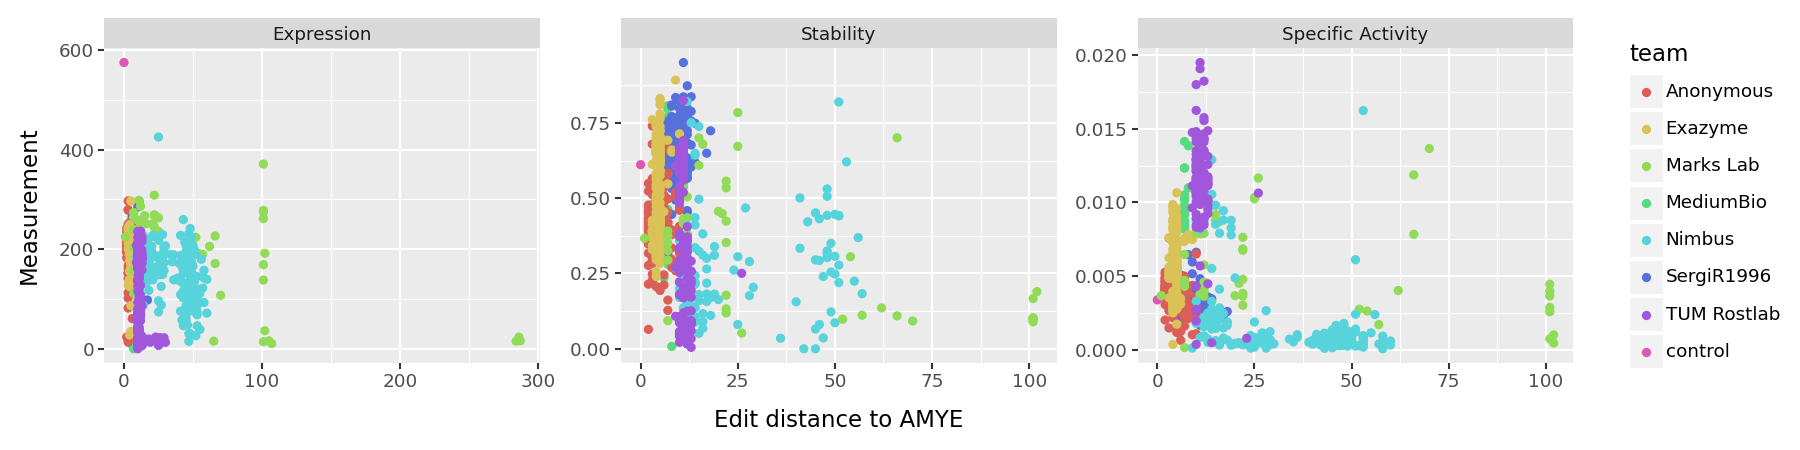 Expression
Stability
Specific Activity
Measurement
600
400
200
0
0
100
200
300
0.75
0.50
0.25
0.00
0
25
50
75
100
0.020
0.015
0.010
0.005
0.000
0
25
50
75
100
Edit distance to AMYE
team
Anonymous
Exazyme
Marks Lab
MediumBio
Nimbus
SergiR1996
TUM Rostlab
control